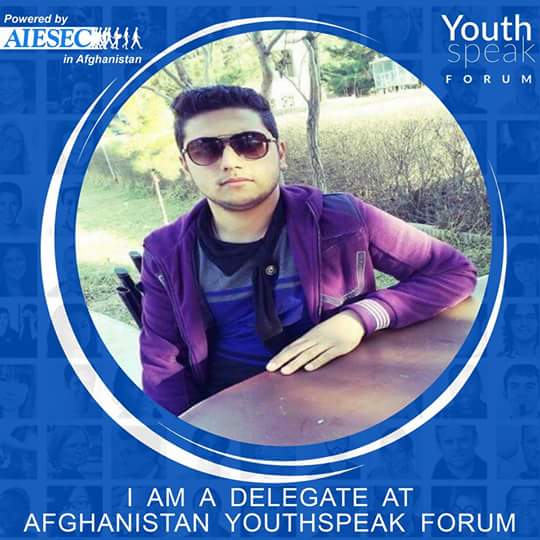 Powered by
AIESEC
in Afghanistan
Youth
speak
FORUM
I AM A DELEGATE AT
AFGHANISTAN YOUTHSPEAK FORUM